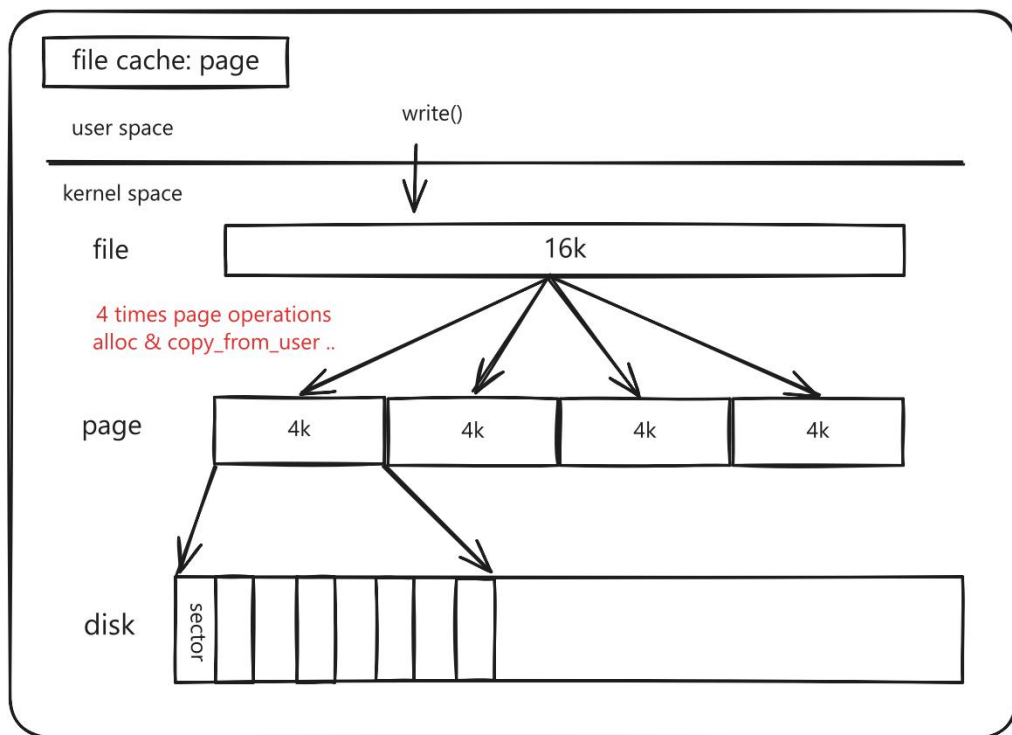 file cache: page
write()
user space
kernel space
file
16k
4 times page operations
alloc & copy_from_user ..
page
4k
4k
4k
4k
disk
sector